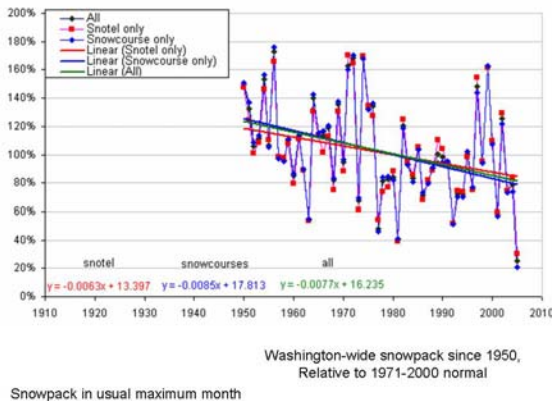 200%
180%
160%
140%
120%
100%
80%
60%
40%
20%
0%
All
Snotel only
Snowcourse only
Linear (Snotel only)
Linear (Snowcourse only)
Linear (All)
snotel snowcourses all
y = -0.0063x + 13.397 y = -0.0085x + 17.813 y = -0.0077x + 16.235
1910 1920 1930 1940 1950 1960 1970 1980 1990 2000 2010
Washington-wide snowpack since 1950,
Relative to 1971-2000 normal
Snowpack in usual maximum month